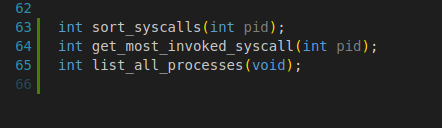 62
63 int sort_syscalls(int pid);
64 int get_most_invoked_syscall(int pid);
65 int list_all_processes(void);
66